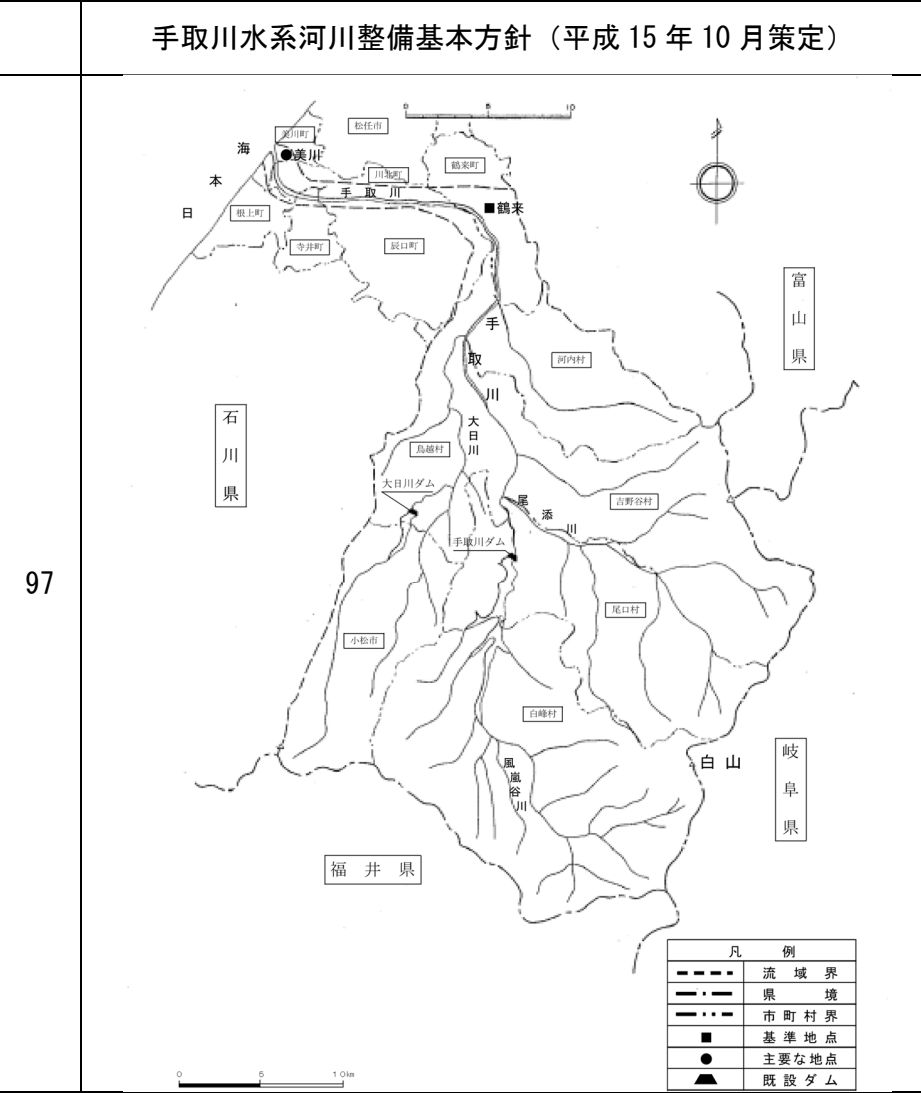 手取川水系河川整備基本方針（平成 15 年 10 月策定）
97
0 5 10
日本海
美川町
松任市
美川
川北町
鶴来町
手取川
鶴来
根上町
寺井町
辰口町
富山県
手取川
河内村
石川県
大日川
鳥越村
大日川ダム
尾添川
吉野谷村
手取川ダム
尾口村
小松市
白峰村
白山
風嵐谷川
岐阜県
福井県
凡 例
流域界
県境
市町村界
基準地点
主要な地点
既設ダム
0 5 10km